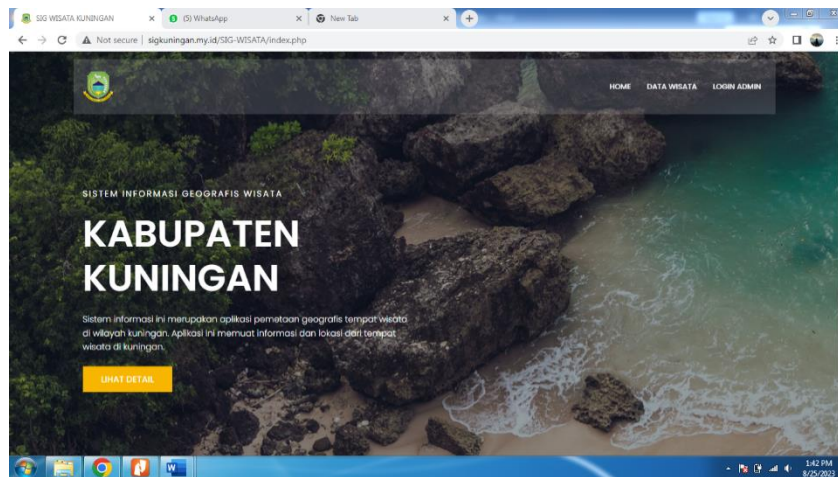 SIG WISATA KUNINGAN
(5) WhatsApp
New Tab
Not secure
sigkuningan.my.id/SIG-WISATA/index.php
HOME
DATA WISATA
LOGIN ADMIN
SISTEM INFORMASI GEOGRAFIS WISATA
KABUPATEN
KUNINGAN
Sistem informasi ini merupakan aplikasi pemetaan geografis tempat wisata
di wilayah kuningan. Aplikasi ini memuat informasi dan lokasi dari tempat
wisata di kuningan.
LIHAT DETAIL
1:42 PM
8/25/2023